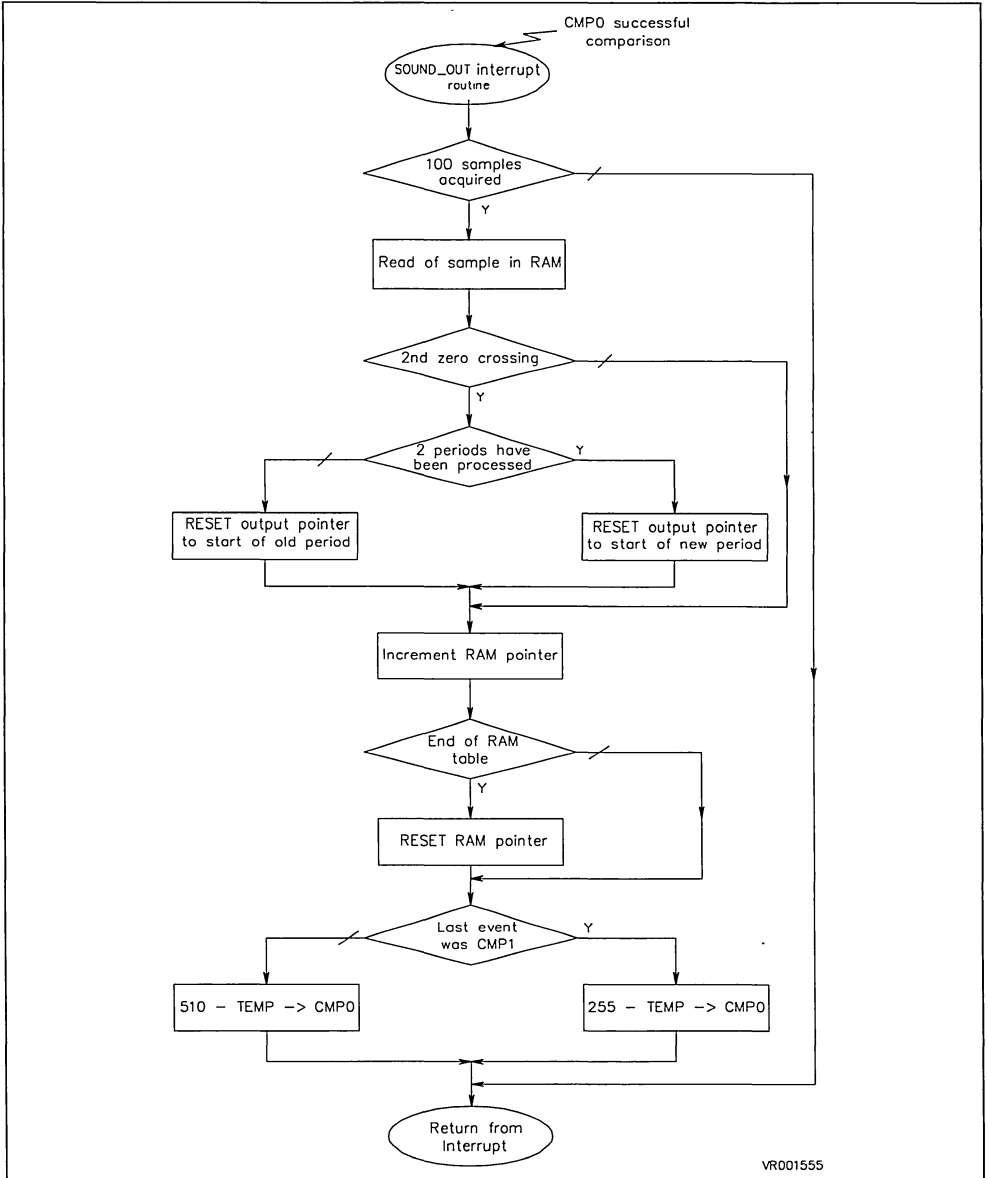 CMP0 successful
comparison
SOUND_OUT interrupt
routine
100 samples
acquired
Y
Read of sample in RAM
2nd zero crossing
Y
2 periods have
been processed
Y
RESET output pointer
to start of old period
RESET output pointer
to start of new period
Increment RAM pointer
End of RAM
table
Y
RESET RAM pointer
Last event
was CMP1
Y
510 – TEMP -> CMP0
255 – TEMP -> CMP0
Return from
Interrupt
VR001555